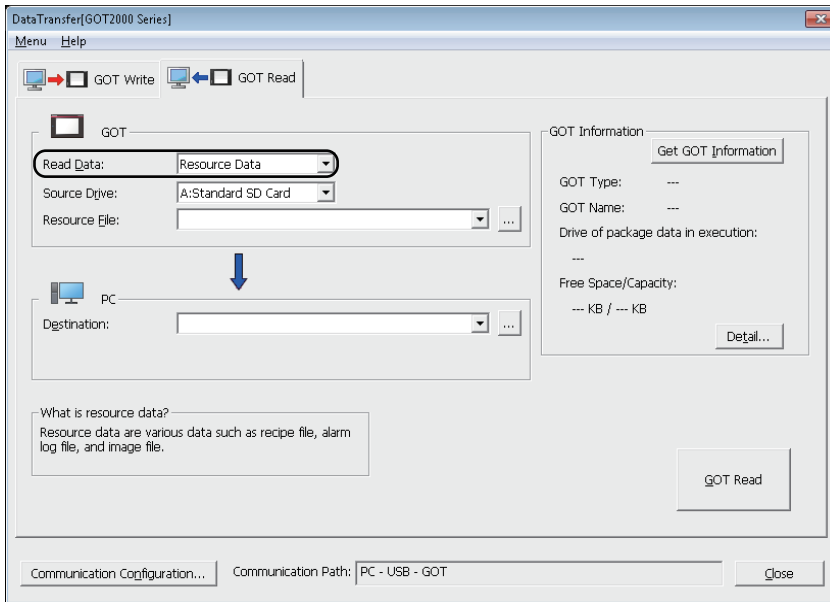 DataTransfer[GOT2000 Series]
Menu Help
GOT Write
GOT Read
GOT
Read Data:
Resource Data
Source Drive:
A:Standard SD Card
Resource File:
...
PC
Destination:
...
What is resource data?
Resource data are various data such as recipe file, alarm
log file, and image file.
GOT Information
Get GOT Information
GOT Type: ---
GOT Name: ---
Drive of package data in execution:
---
Free Space/Capacity:
--- KB / --- KB
Detail...
GOT Read
Communication Configuration...
Communication Path: PC - USB - GOT
Close